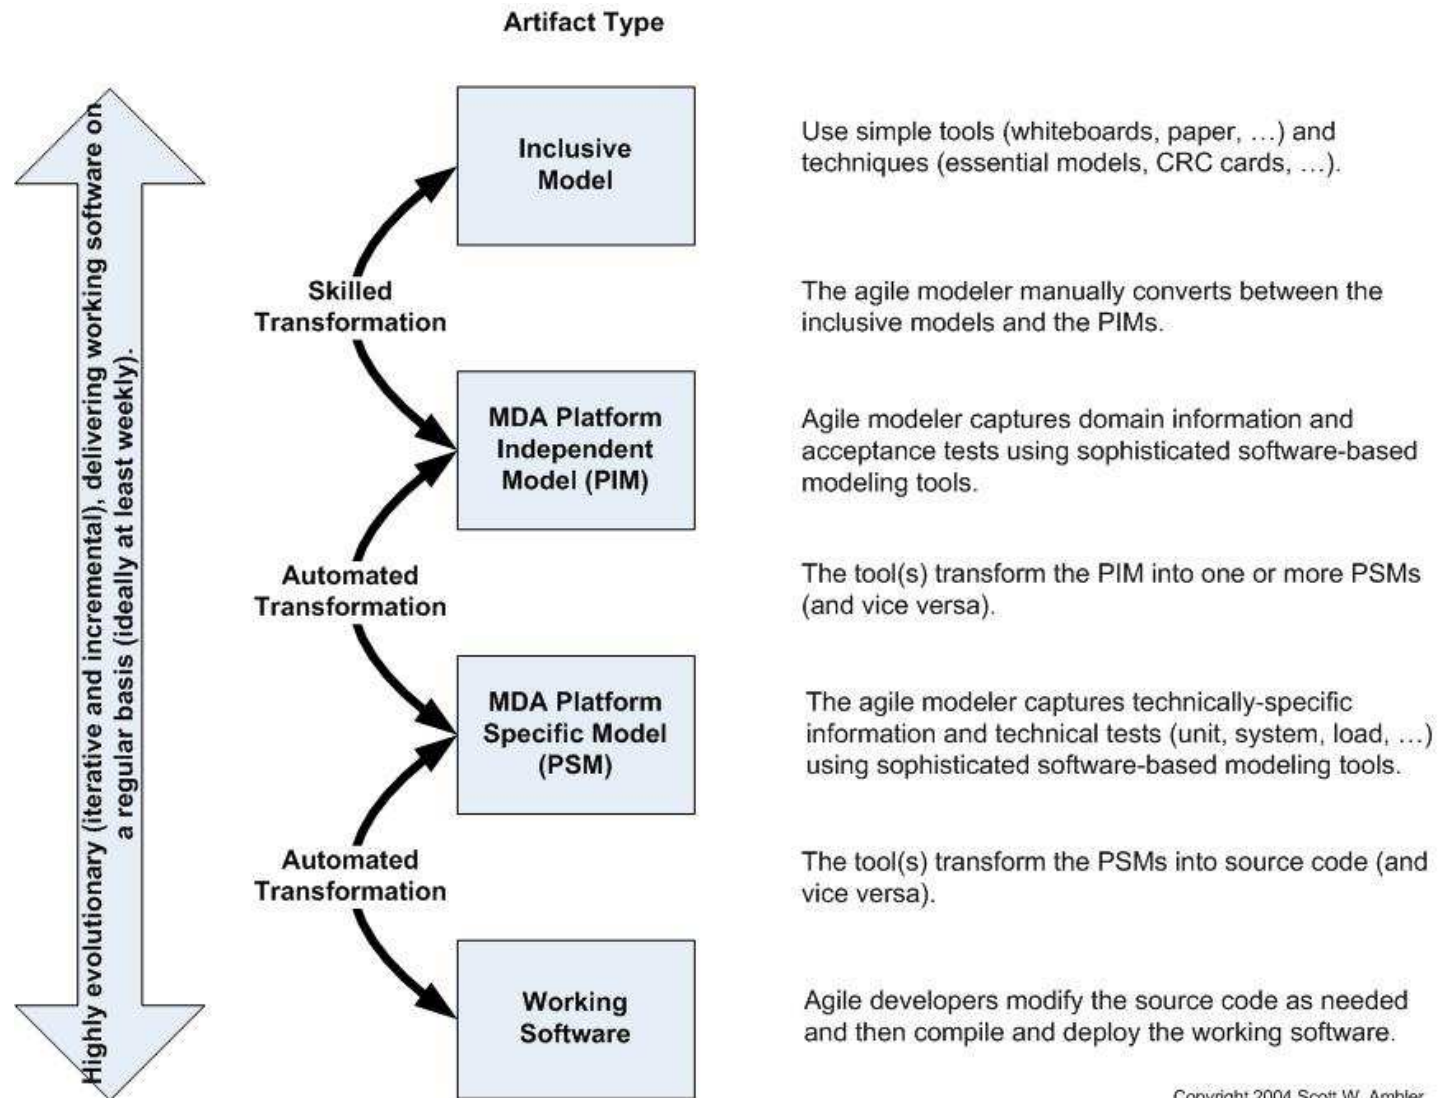 Artifact Type
Highly evolutionary (iterative and incremental), delivering working software on
a regular basis (ideally at least weekly).
Inclusive
Model
Use simple tools (whiteboards, paper, …) and
techniques (essential models, CRC cards, …).
Skilled
Transformation
The agile modeler manually converts between the
inclusive models and the PIMs.
MDA Platform
Independent
Model (PIM)
Agile modeler captures domain information and
acceptance tests using sophisticated software-based
modeling tools.
Automated
Transformation
The tool(s) transform the PIM into one or more PSMs
(and vice versa).
MDA Platform
Specific Model
(PSM)
The agile modeler captures technically-specific
information and technical tests (unit, system, load, …)
using sophisticated software-based modeling tools.
Automated
Transformation
The tool(s) transform the PSMs into source code (and
vice versa).
Working
Software
Agile developers modify the source code as needed
and then compile and deploy the working software.
Copyright 2004 Scott W. Ambler